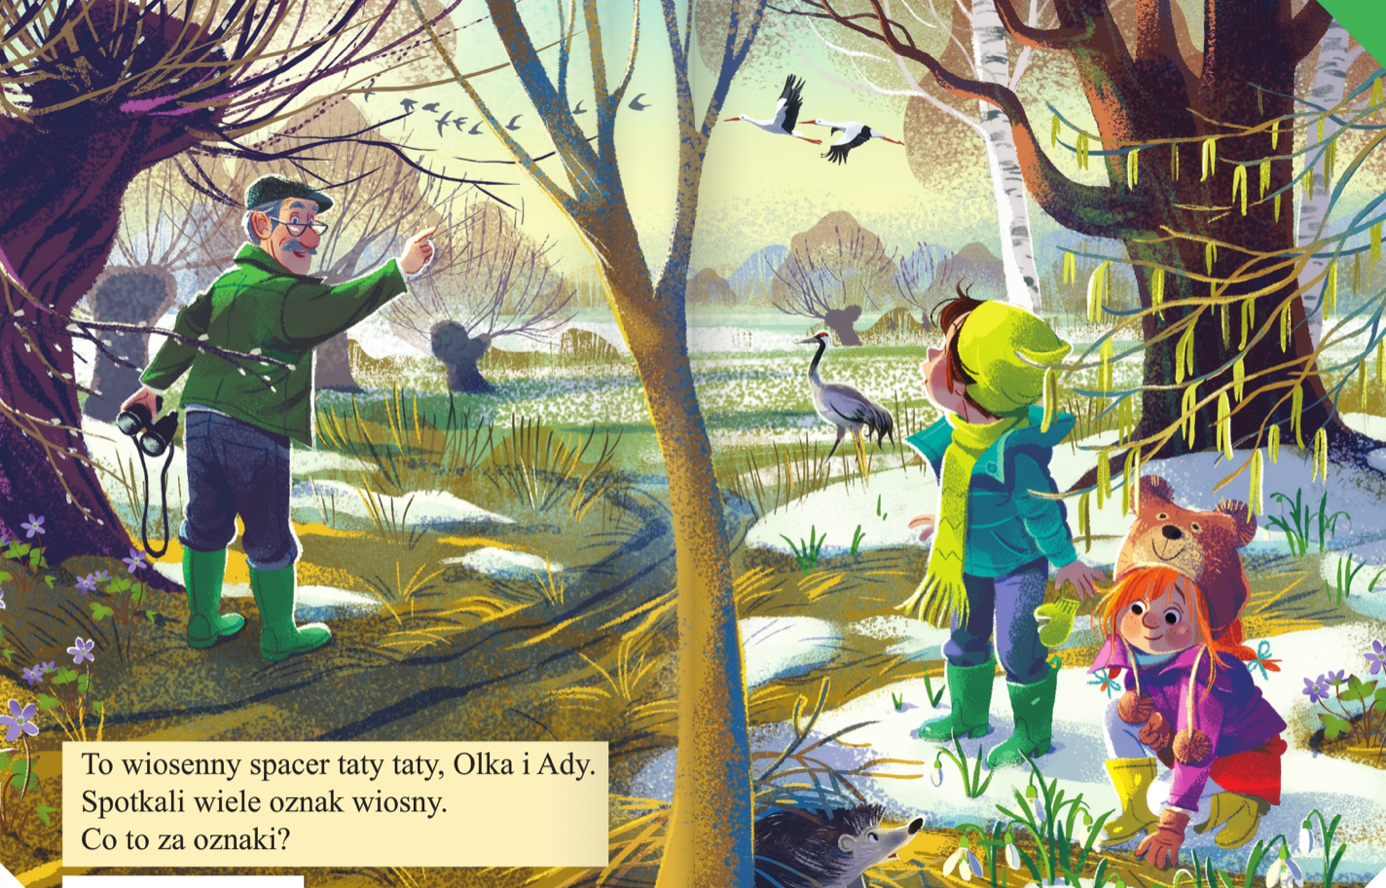 To wiosenny spacer taty taty, Olka i Ady.
Spotkali wiele oznak wiosny.
Co to za oznaki?